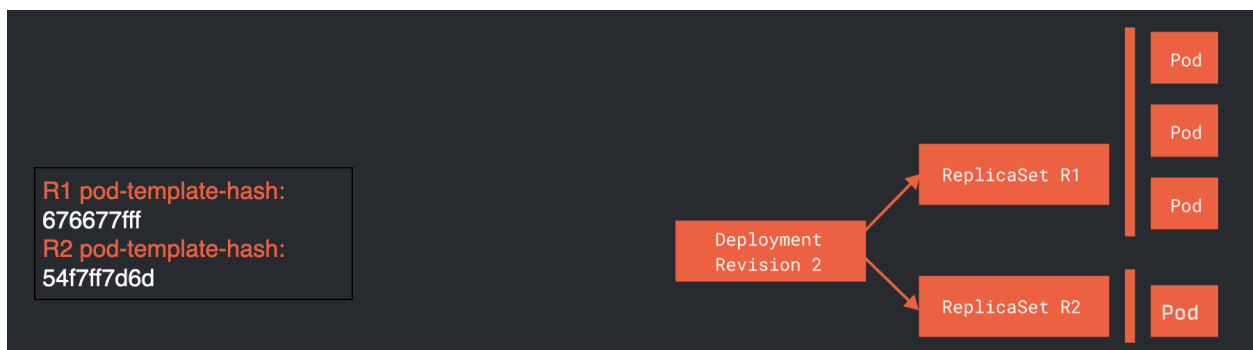 R1 pod-template-hash:
676677fff
R2 pod-template-hash:
54f7ff7d6d
Deployment
Revision 2
ReplicaSet R1
ReplicaSet R2
Pod
Pod
Pod
Pod